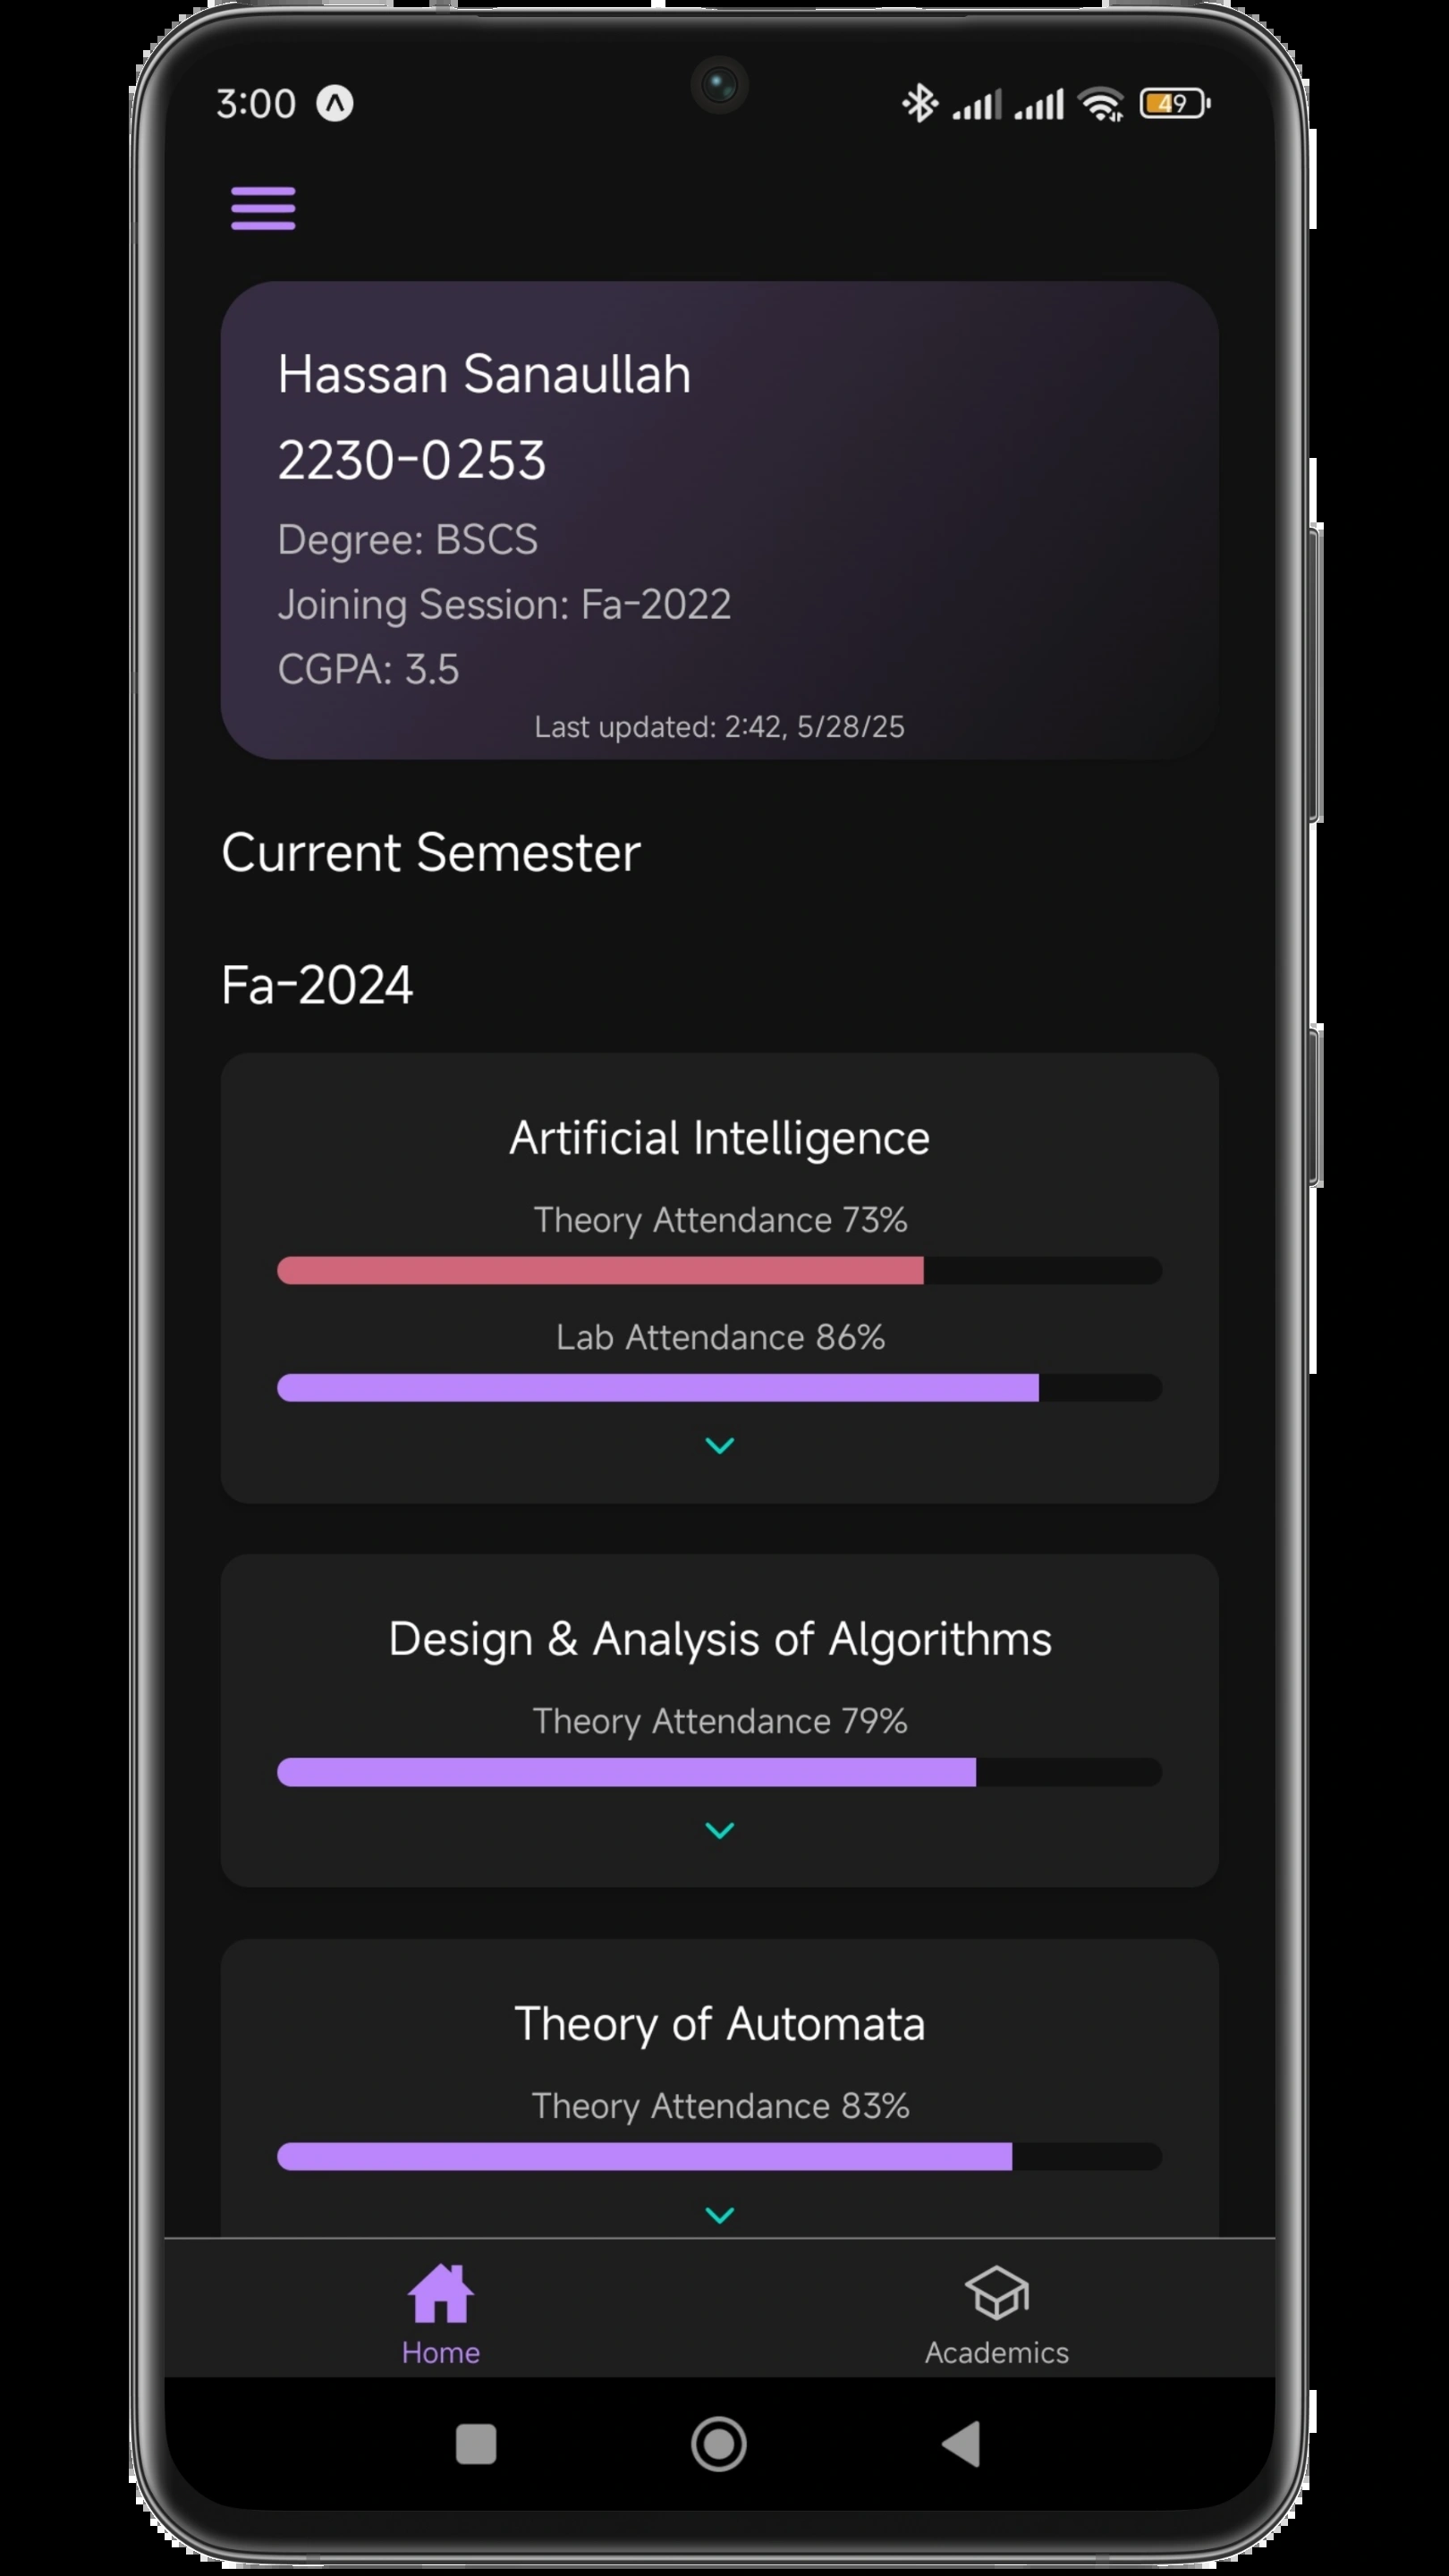 3:00
49
Hassan Sanaullah
2230-0253
Degree: BSCS
Joining Session: Fa-2022
CGPA: 3.5
Last updated: 2:42, 5/28/25
Current Semester
Fa-2024
Artificial Intelligence
Theory Attendance 73%
Lab Attendance 86%
Design & Analysis of Algorithms
Theory Attendance 79%
Theory of Automata
Theory Attendance 83%
Home
Academics